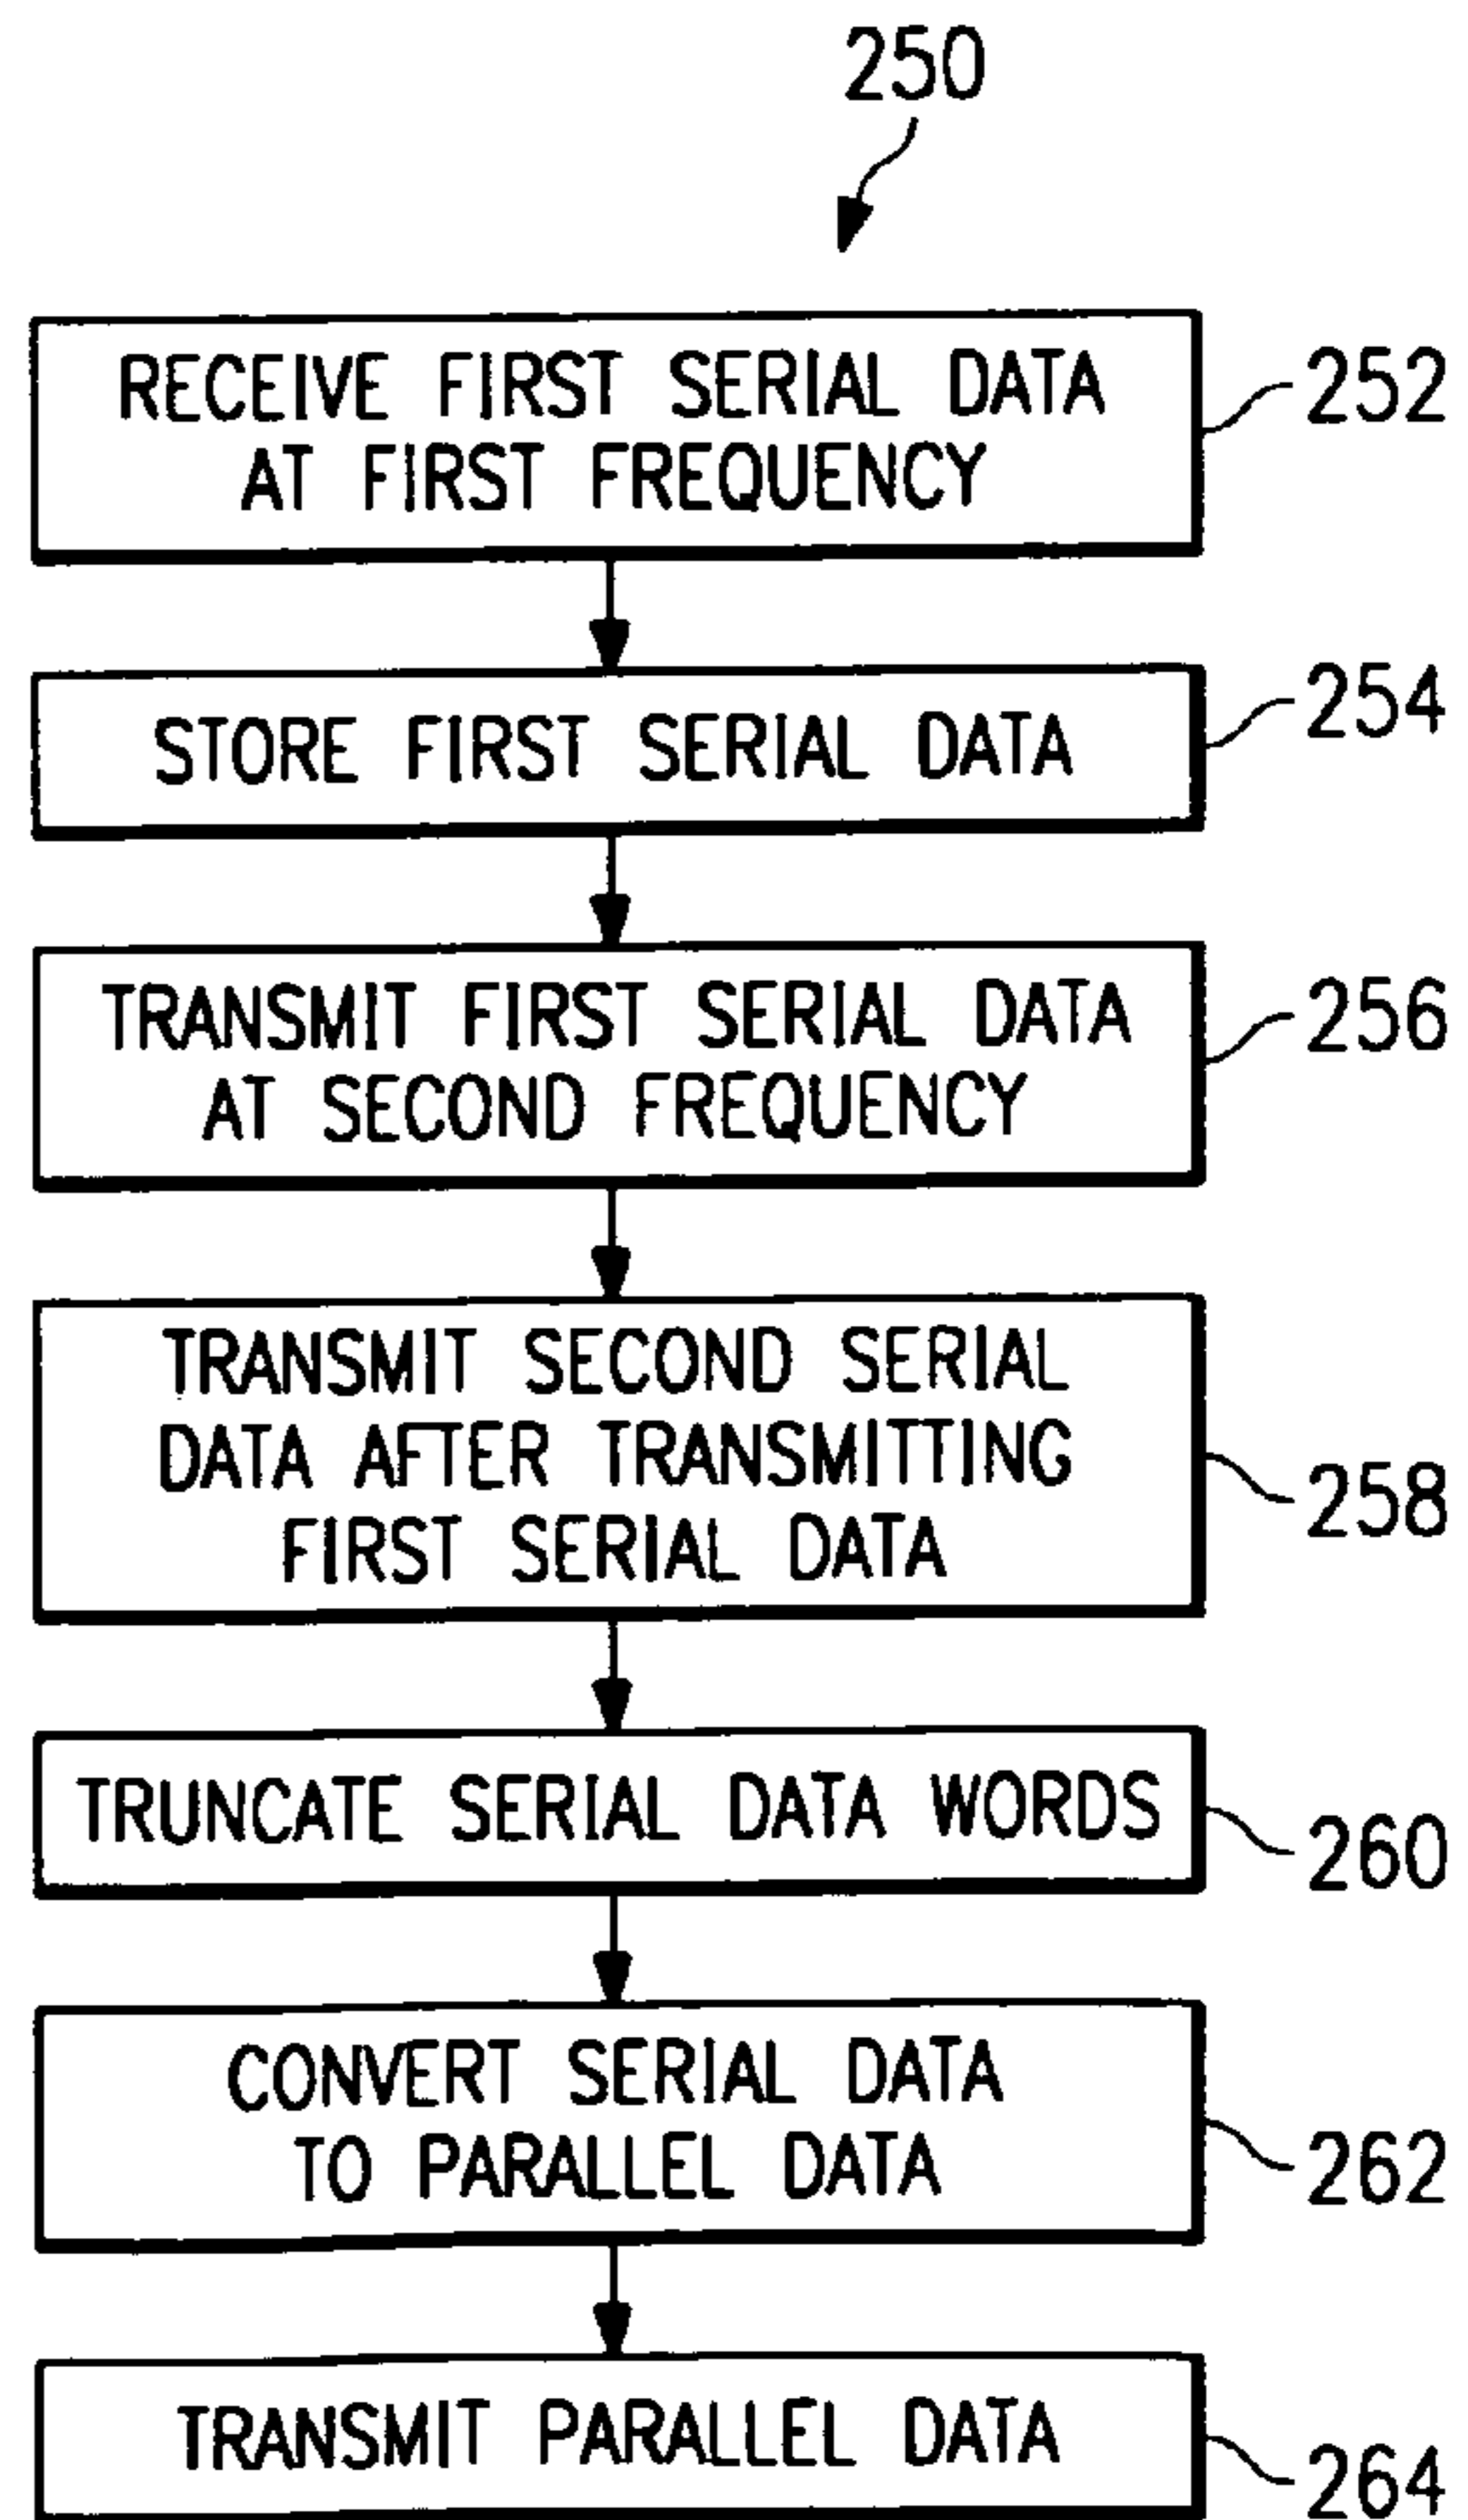 250
RECEIVE FIRST SERIAL DATA
AT FIRST FREQUENCY
252
STORE FIRST SERIAL DATA
254
TRANSMIT FIRST SERIAL DATA
AT SECOND FREQUENCY
256
TRANSMIT SECOND SERIAL
DATA AFTER TRANSMITTING
FIRST SERIAL DATA
258
TRUNCATE SERIAL DATA WORDS
260
CONVERT SERIAL DATA
TO PARALLEL DATA
262
TRANSMIT PARALLEL DATA
264